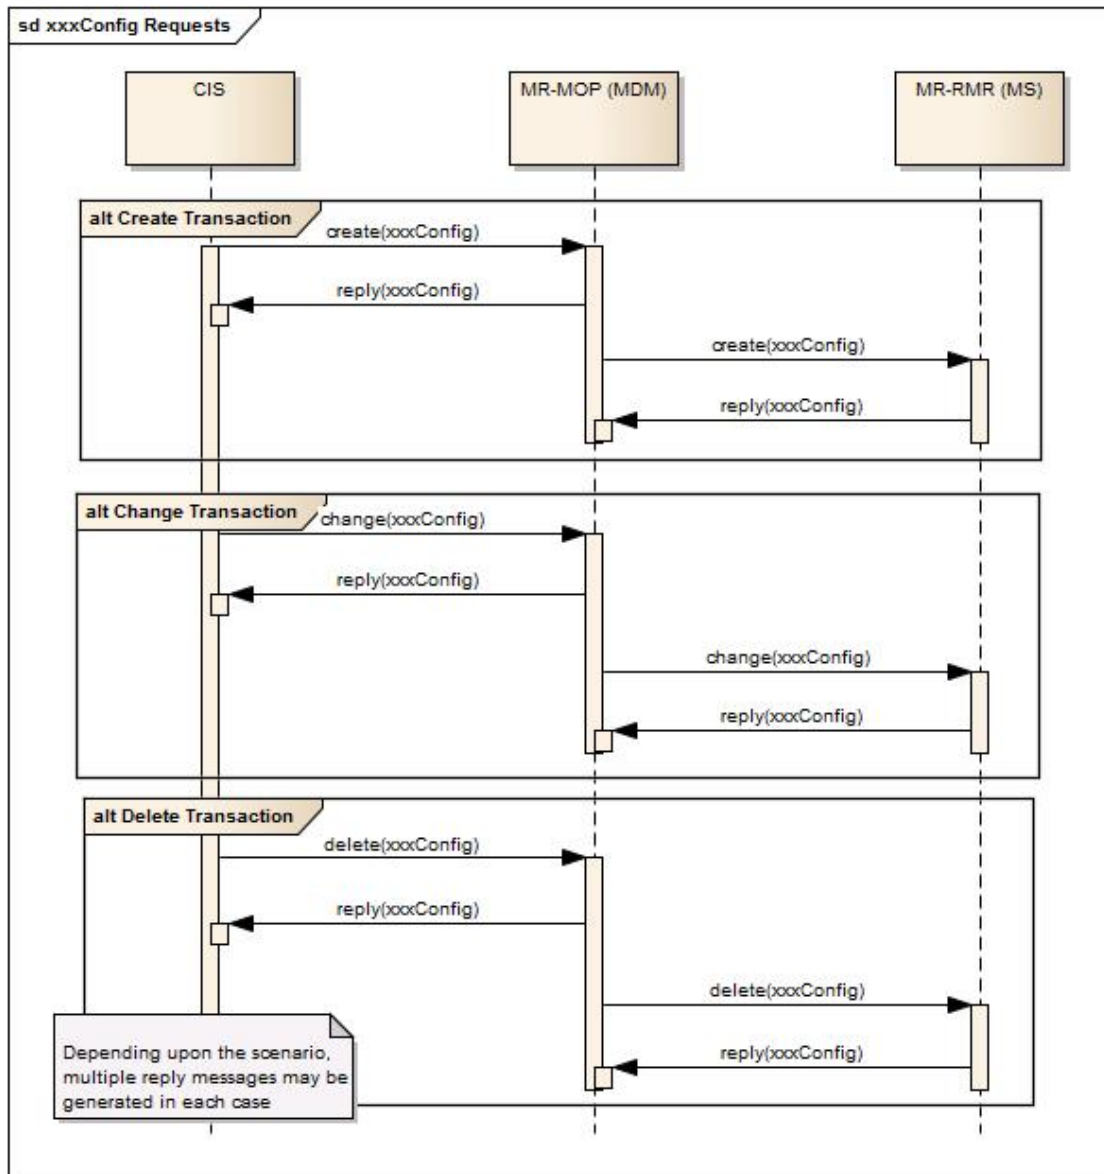 sd xxxConfig Requests
CIS
MR-MOP (MDM)
MR-RMR (MS)
alt Create Transaction
create(xxxConfig)
reply(xxxConfig)
create(xxxConfig)
reply(xxxConfig)
alt Change Transaction
change(xxxConfig)
reply(xxxConfig)
change(xxxConfig)
reply(xxxConfig)
alt Delete Transaction
delete(xxxConfig)
reply(xxxConfig)
delete(xxxConfig)
reply(xxxConfig)
Depending upon the scenario,
multiple reply messages may be
generated in each case